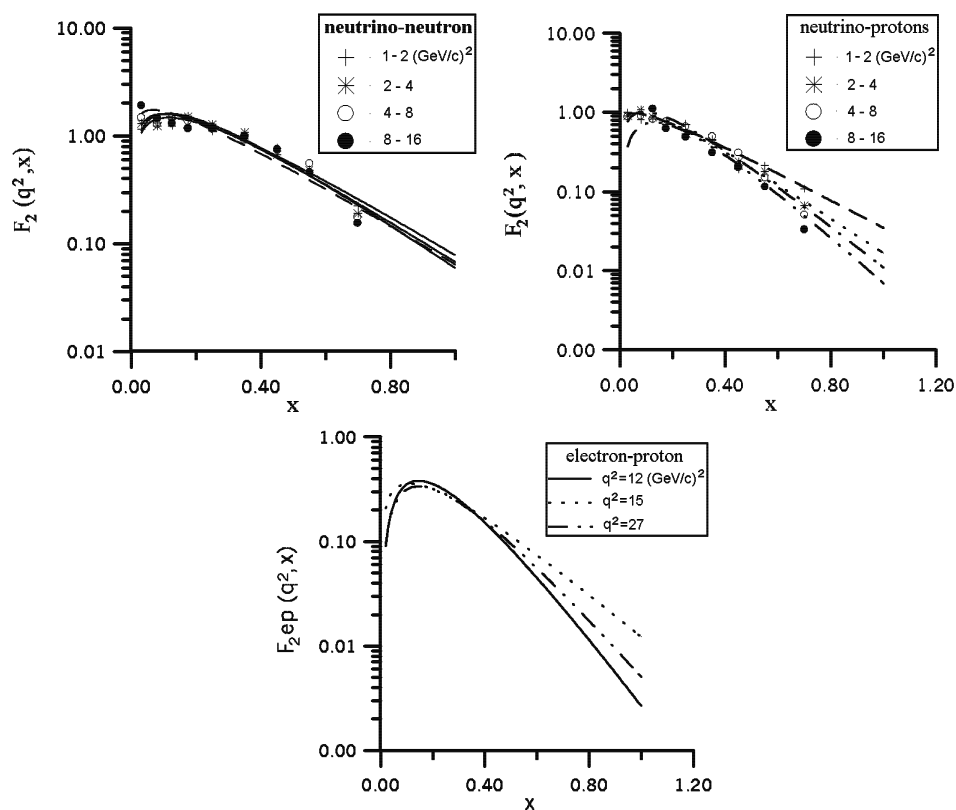 10.00
1.00
0.10
0.01
F₂ (q², x)
0.00 0.40 0.80
x
neutrino-neutron
1 - 2 (GeV/c)²
2 - 4
4 - 8
8 - 16
10.00
1.00
0.10
0.01
0.00
F₂(q², x)
0.00 0.40 0.80 1.20
x
neutrino-protons
1 - 2 (GeV/c)²
2 - 4
4 - 8
8 - 16
1.00
0.10
0.01
0.00
F₂ep (q², x)
0.00 0.40 0.80 1.20
x
electron-proton
q²=12 (GeV/c)²
q²=15
q²=27